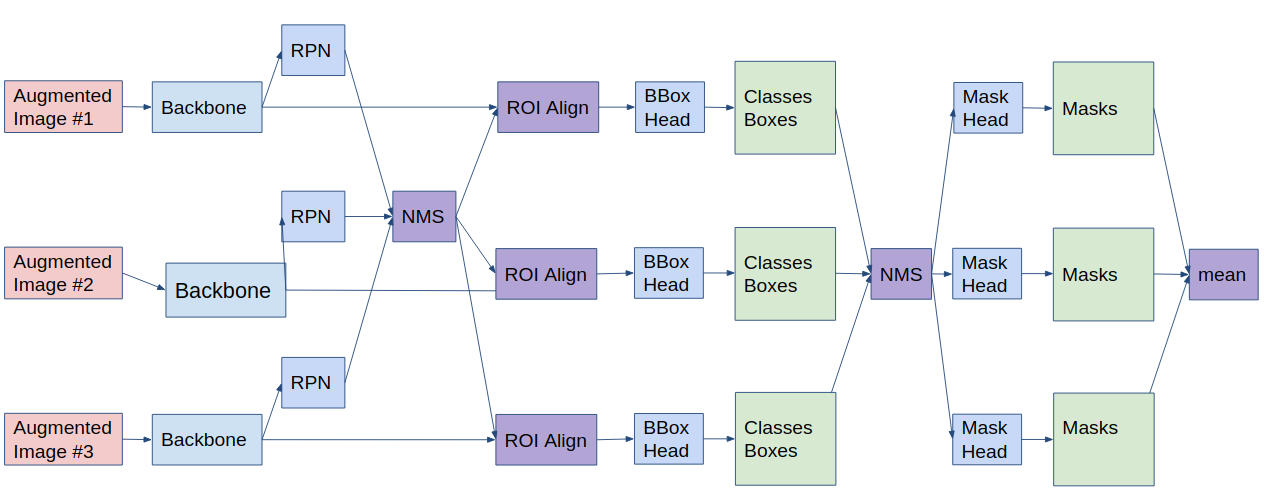 RPN
Augmented
Image #1
Backbone
ROI Align
BBox
Head
Classes
Boxes
Mask
Head
Masks
RPN
NMS
Augmented
Image #2
Backbone
ROI Align
BBox
Head
Classes
Boxes
NMS
Mask
Head
Masks
mean
RPN
Augmented
Image #3
Backbone
ROI Align
BBox
Head
Classes
Boxes
Mask
Head
Masks